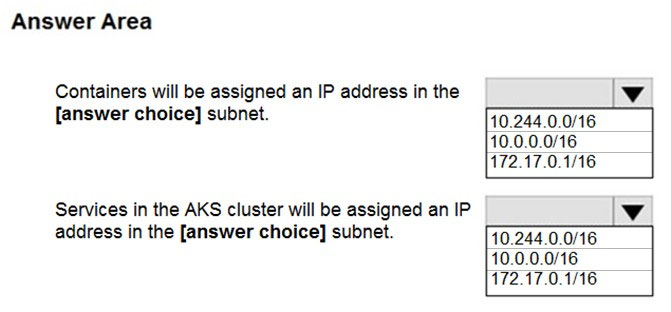 Answer Area
Containers will be assigned an IP address in the
[answer choice] subnet.
10.244.0.0/16
10.0.0.0/16
172.17.0.1/16
Services in the AKS cluster will be assigned an IP
address in the [answer choice] subnet.
10.244.0.0/16
10.0.0.0/16
172.17.0.1/16